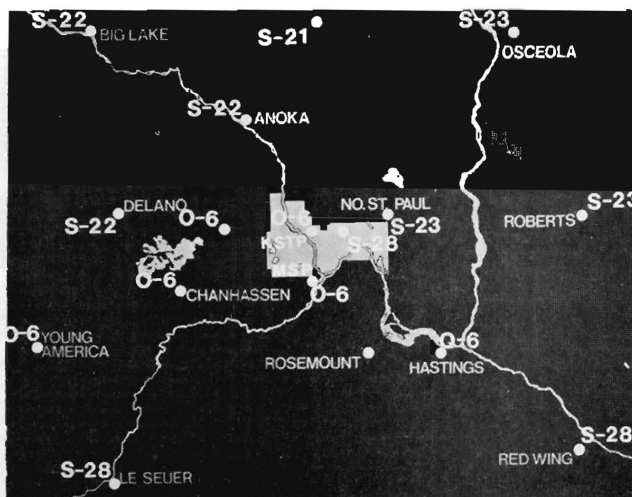 S-22
BIG LAKE
S-21
S-23
OSCEOLA
S-22
ANOKA
DELANO
S-22
O-6
O-6
KSTP
S-28
NO. ST. PAUL
S-23
S-23
ROBERTS
O-6
CHANHASSEN
O-6
O-6
YOUNG
AMERICA
ROSEMOUNT
O-6
HASTINGS
S-28
LE SEUER
S-28
RED WING